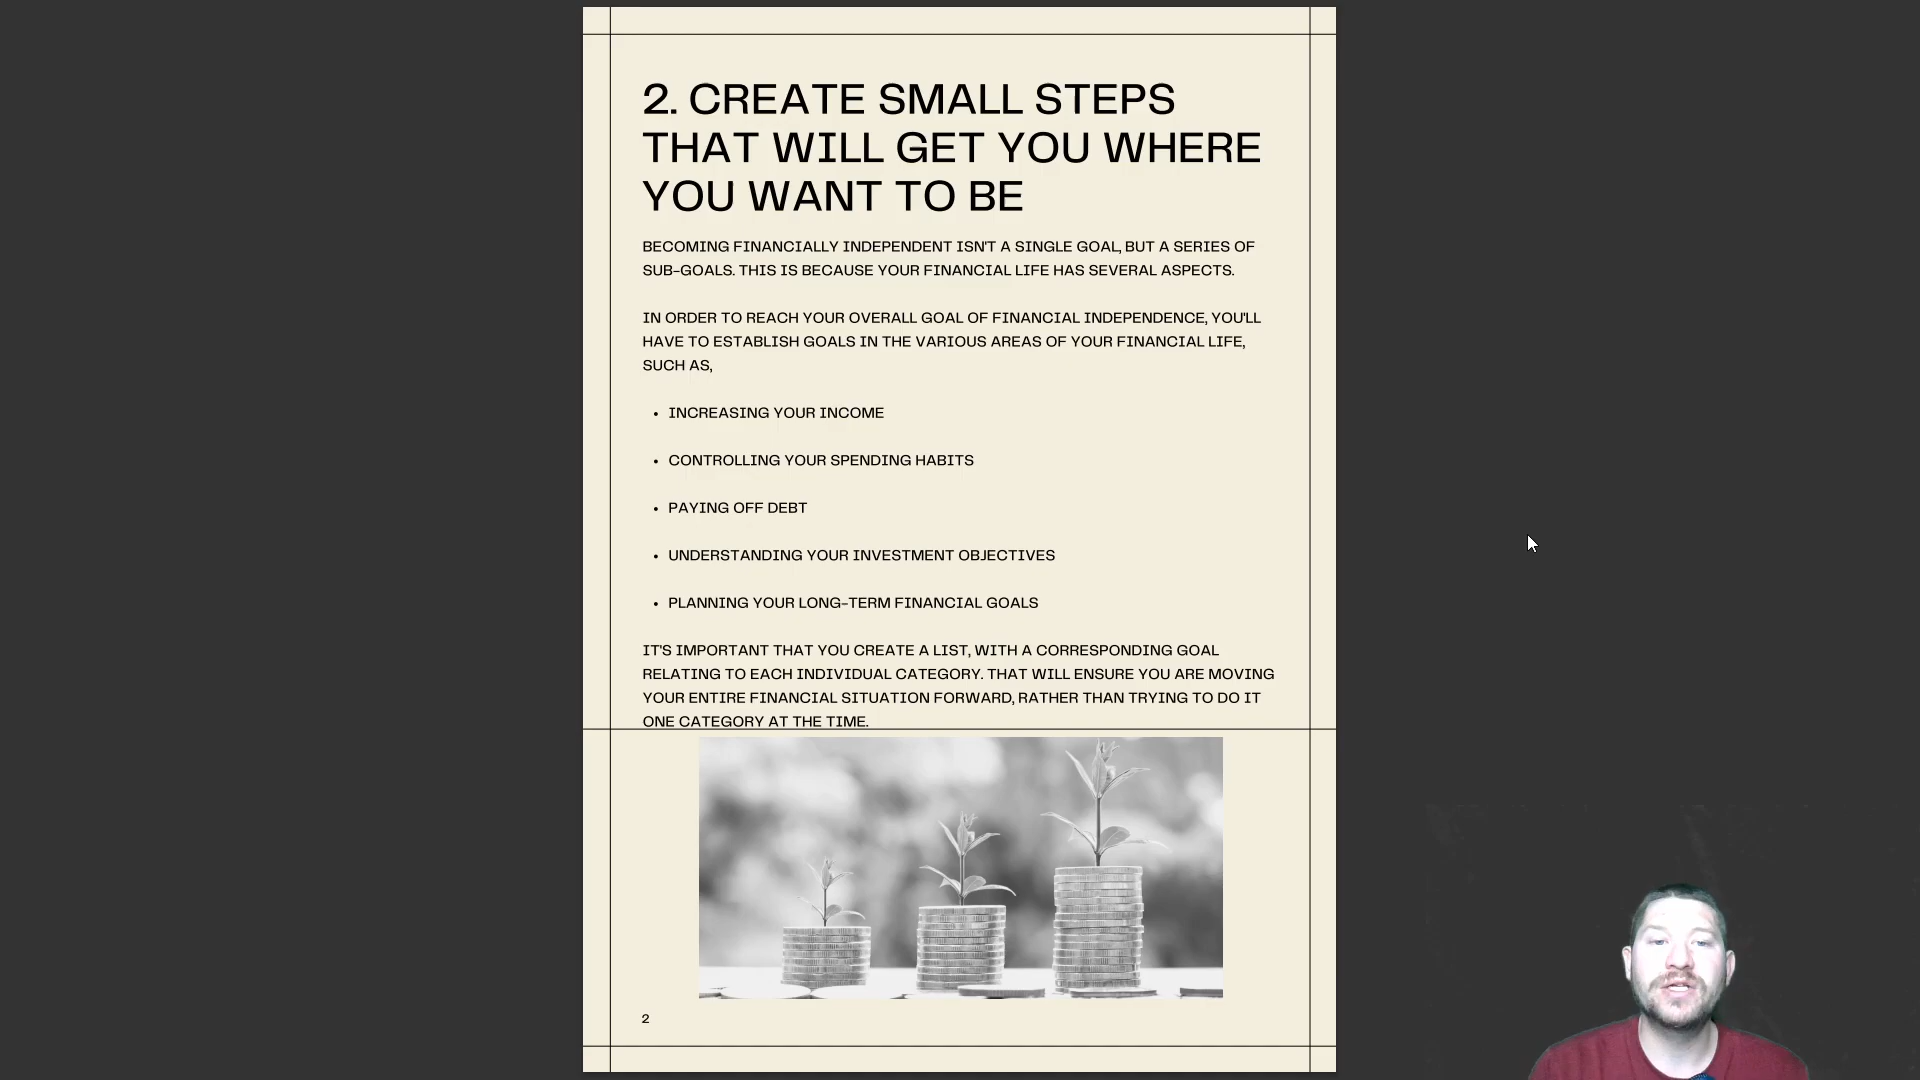 2. CREATE SMALL STEPS
THAT WILL GET YOU WHERE
YOU WANT TO BE
BECOMING FINANCIALLY INDEPENDENT ISN'T A SINGLE GOAL, BUT A SERIES OF
SUB-GOALS. THIS IS BECAUSE YOUR FINANCIAL LIFE HAS SEVERAL ASPECTS.
IN ORDER TO REACH YOUR OVERALL GOAL OF FINANCIAL INDEPENDENCE, YOU'LL
HAVE TO ESTABLISH GOALS IN THE VARIOUS AREAS OF YOUR FINANCIAL LIFE,
SUCH AS,
• INCREASING YOUR INCOME
• CONTROLLING YOUR SPENDING HABITS
• PAYING OFF DEBT
• UNDERSTANDING YOUR INVESTMENT OBJECTIVES
• PLANNING YOUR LONG-TERM FINANCIAL GOALS
IT'S IMPORTANT THAT YOU CREATE A LIST, WITH A CORRESPONDING GOAL
RELATING TO EACH INDIVIDUAL CATEGORY. THAT WILL ENSURE YOU ARE MOVING
YOUR ENTIRE FINANCIAL SITUATION FORWARD, RATHER THAN TRYING TO DO IT
ONE CATEGORY AT THE TIME.
2